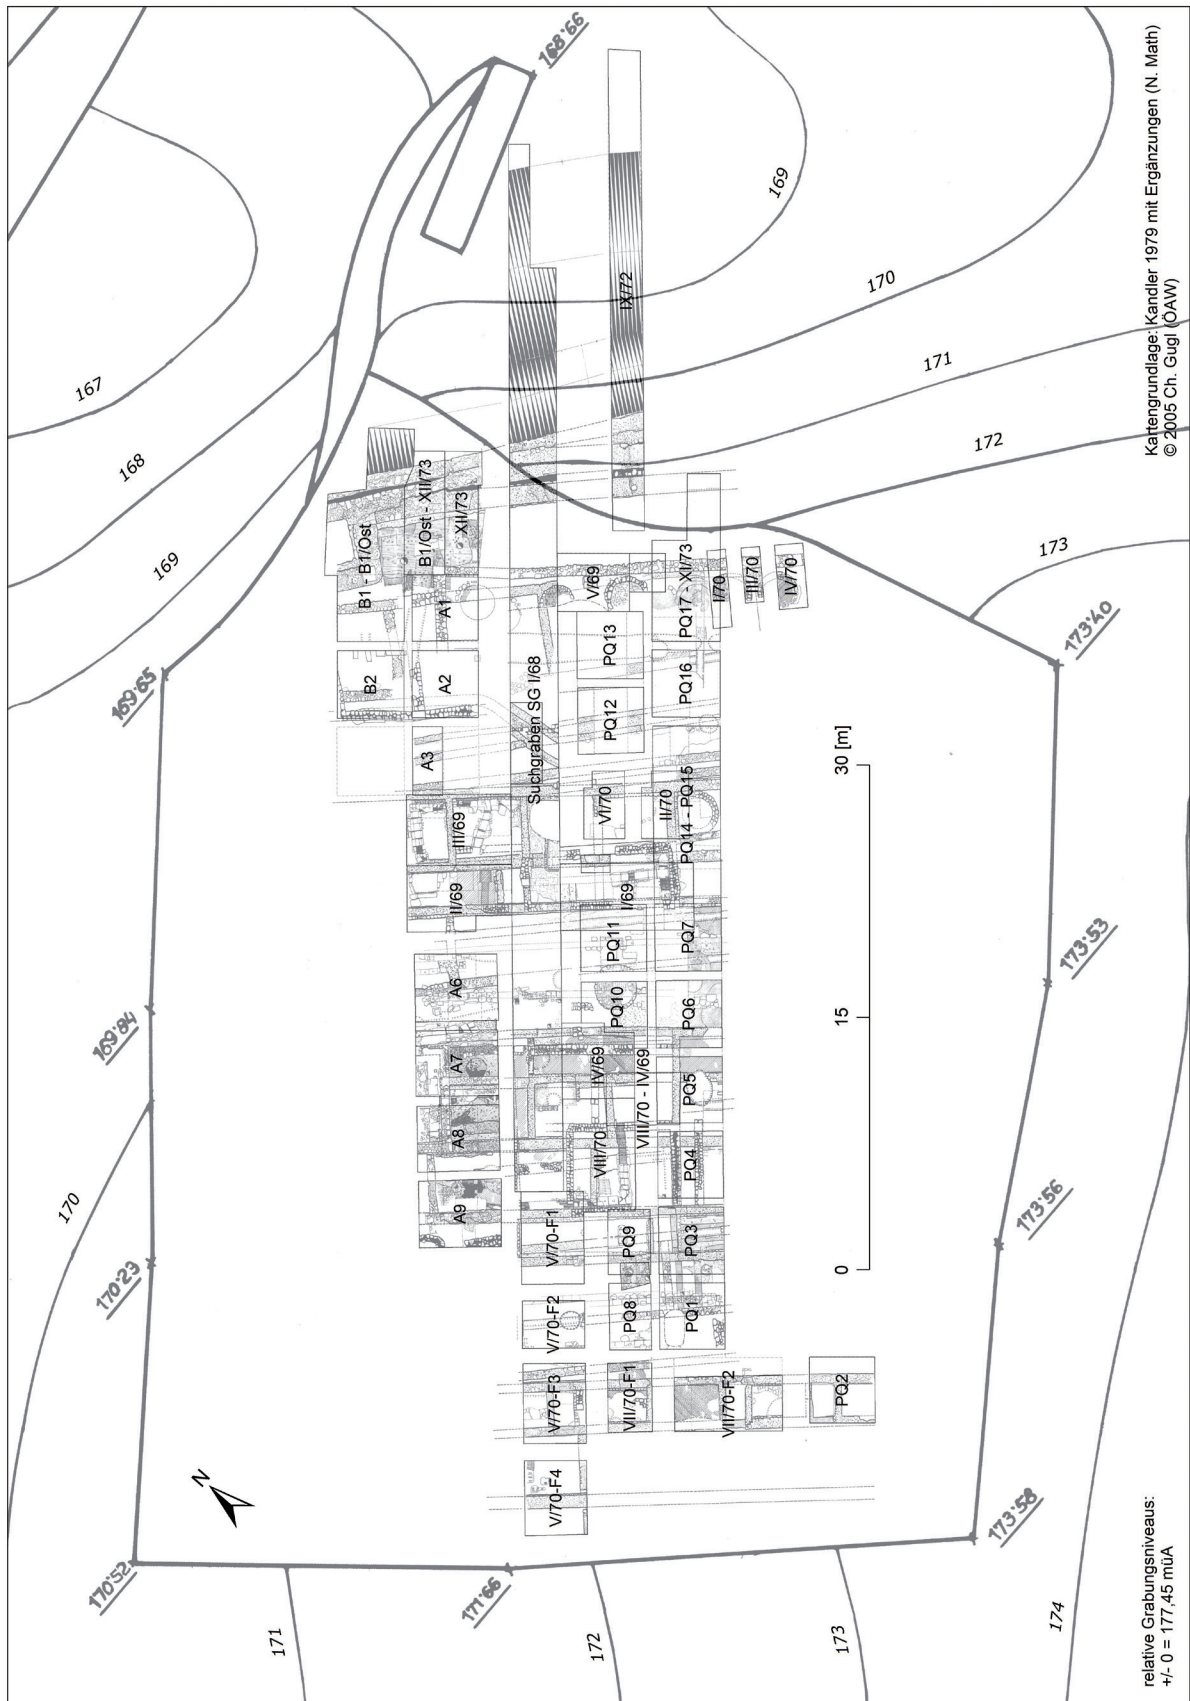 168'66
169
170
171
172
173
167
168
169
169'65
169'84
170'23
170
170'52
171'66
171
172
173
174
173'58
173'56
173'53
173'40
N
IX/72
B1 - B1/Ost
B1/Ost - XII/73
XII/73
A1
B2
A2
A3
III/69
II/69
A6
A7
A8
A9
Suchgraben SG I/68
V/69
PQ13
PQ12
VI/70
I/69
PQ11
PQ10
IV/69
VIII/70 - IV/69
VIII/70
V/70-F1
V/70-F2
V/70-F3
V/70-F4
PQ17 - XI/73
I/70
III/70
IV/70
PQ16
II/70
PQ14 - PQ15
PQ7
PQ6
PQ5
PQ4
PQ3
PQ9
PQ8
PQ1
VII/70-F1
VII/70-F2
PQ2
0
15
30 [m]
relative Grabungsniveaus:
+/- 0 = 177,45 müA
Kartengrundlage: Kandler 1979 mit Ergänzungen (N. Math)
© 2005 Ch. Gugl (ÖAW)